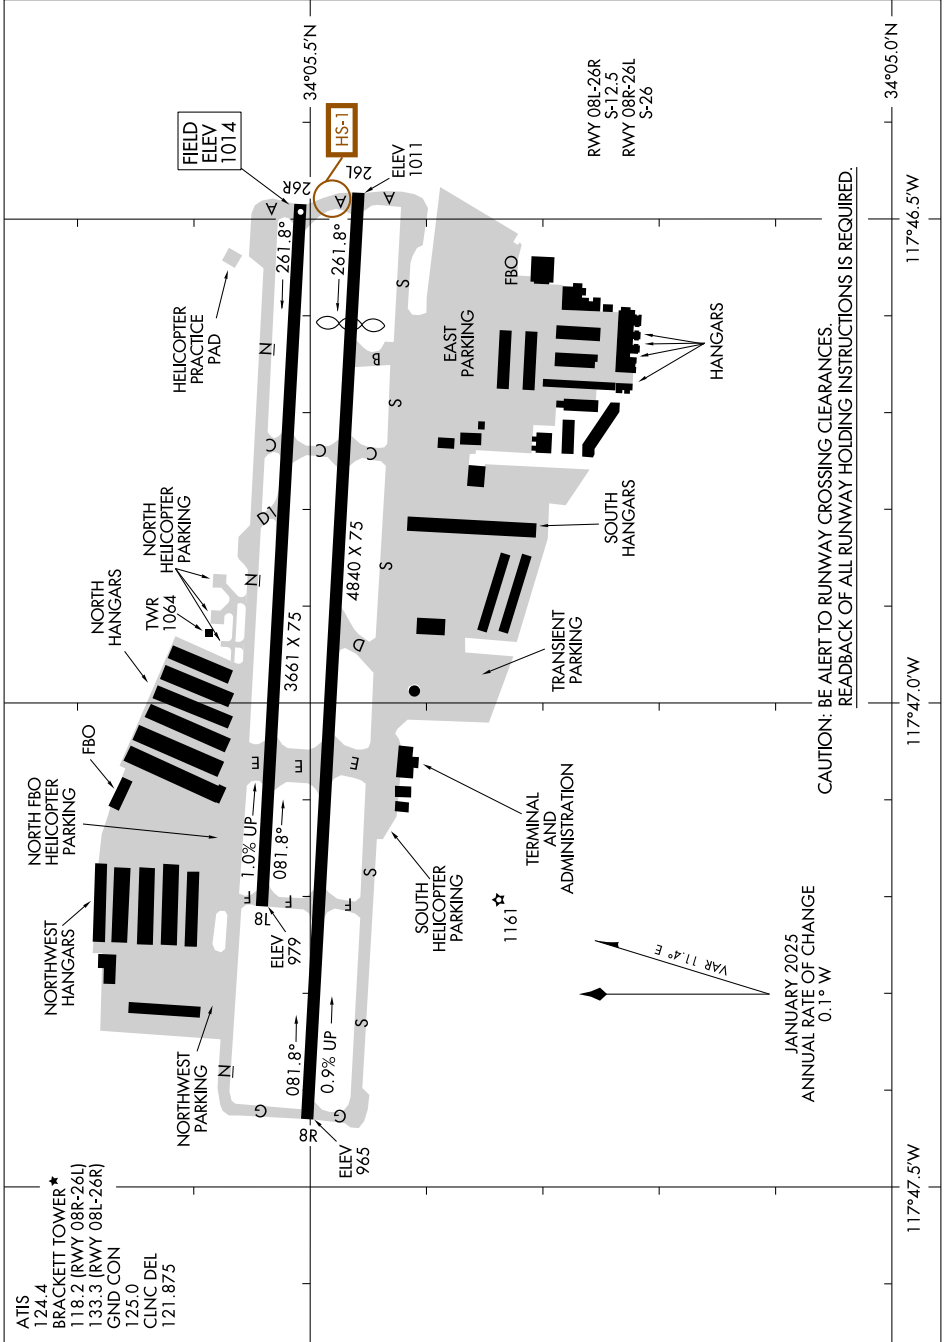 ATIS
124.4
BRACKETT TOWER★
118.2 (RWY 08R-26L)
133.3 (RWY 08L-26R)
GND CON
125.0
CLNC DEL
121.875
34°05.5'N
34°05.0'N
117°47.5'W
117°47.0'W
117°46.5'W
FIELD
ELEV
1014
HS-1
RWY 08L-26R
S-12.5
RWY 08R-26L
S-26
26R
26L
ELEV
1011
261.8°
261.8°
A
A
A
HELICOPTER
PRACTICE
PAD
N
B
S
S
C
C
C
D1
EAST
PARKING
FBO
HANGARS
NORTH
HELICOPTER
PARKING
TWR
1064
N
NORTH
HANGARS
3661 X 75
4840 X 75
D
S
SOUTH
HANGARS
TRANSIENT
PARKING
FBO
NORTH FBO
HELICOPTER
PARKING
E
E
E
1.0% UP
081.8°
TERMINAL
AND
ADMINISTRATION
NORTHWEST
HANGARS
F
F
F
8L
ELEV
979
S
SOUTH
HELICOPTER
PARKING
1161
NORTHWEST
PARKING
N
G
G
081.8°
0.9% UP
S
8R
ELEV
965
VAR 11.4° E
JANUARY 2025
ANNUAL RATE OF CHANGE
0.1° W
CAUTION: BE ALERT TO RUNWAY CROSSING CLEARANCES.
READBACK OF ALL RUNWAY HOLDING INSTRUCTIONS IS REQUIRED.